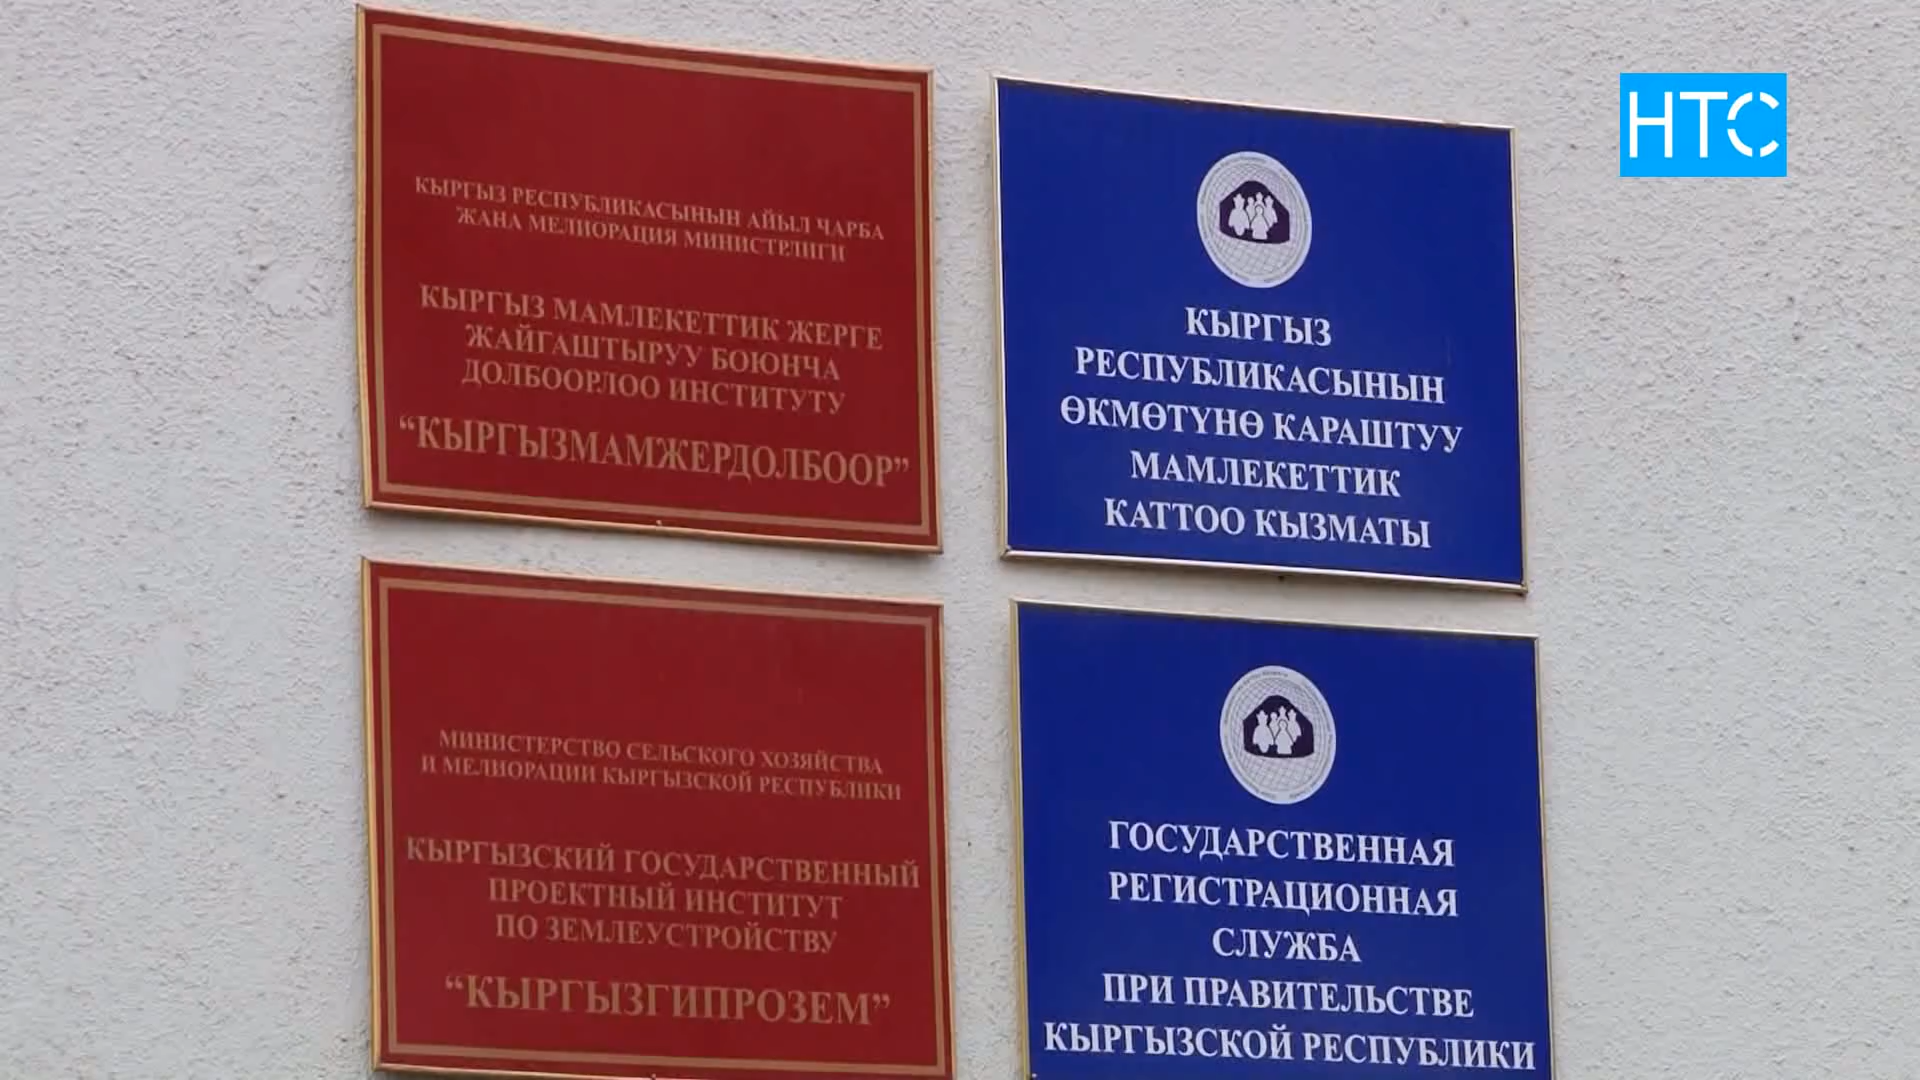 КЫРГЫЗ РЕСПУБЛИКАСЫНЫН АЙЫЛ ЧАРБА
ЖАНА МЕЛИОРАЦИЯ МИНИСТРЛИГИ
КЫРГЫЗ МАМЛЕКЕТТИК ЖЕРГЕ
ЖАЙГАШТЫРУУ БОЮНЧА
ДОЛБООРЛОО ИНСТИТУТУ
“КЫРГЫЗМАМЖЕРДОЛБООР”
КЫРГЫЗ
РЕСПУБЛИКАСЫНЫН
ӨКМӨТҮНӨ КАРАШТУУ
МАМЛЕКЕТТИК
КАТТОО КЫЗМАТЫ
НТС
МИНИСТЕРСТВО СЕЛЬСКОГО ХОЗЯЙСТВА
И МЕЛИОРАЦИИ КЫРГЫЗСКОЙ РЕСПУБЛИКИ
КЫРГЫЗСКИЙ ГОСУДАРСТВЕННЫЙ
ПРОЕКТНЫЙ ИНСТИТУТ
ПО ЗЕМЛЕУСТРОЙСТВУ
“КЫРГЫЗГИПРОЗЕМ”
ГОСУДАРСТВЕННАЯ
РЕГИСТРАЦИОННАЯ
СЛУЖБА
ПРИ ПРАВИТЕЛЬСТВЕ
КЫРГЫЗСКОЙ РЕСПУБЛИКИ